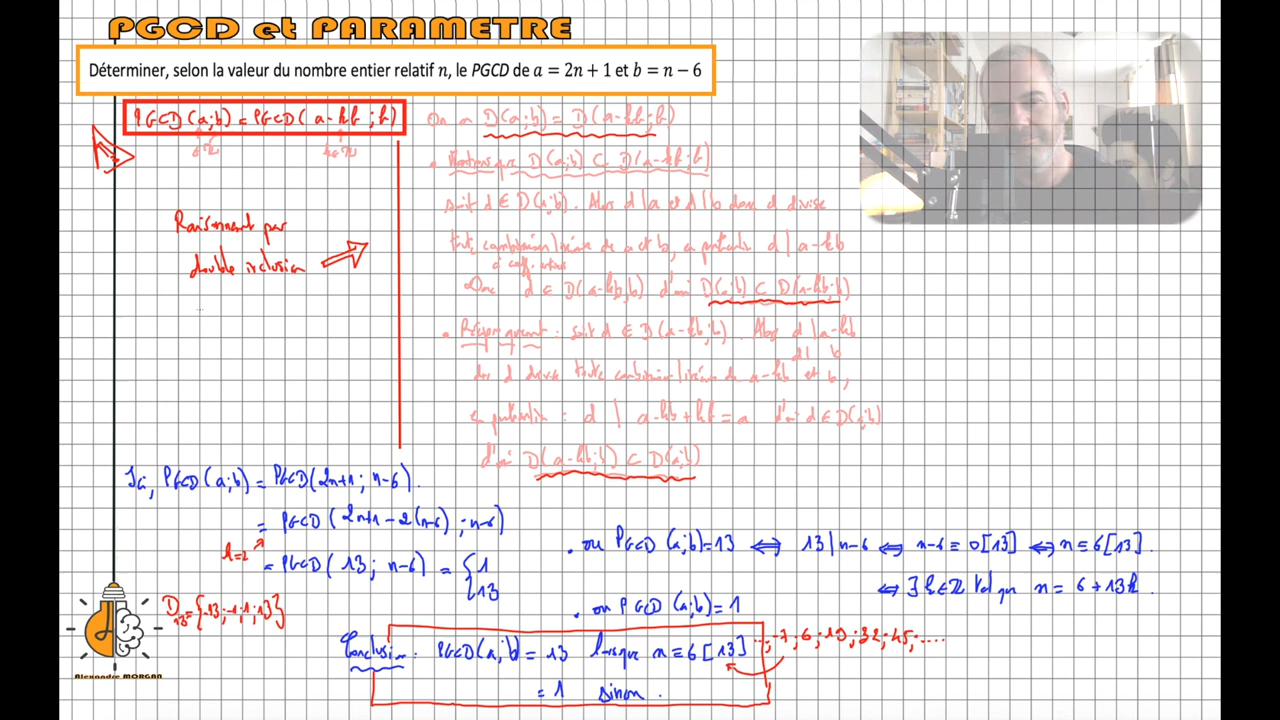 PGCD et PARAMETRE
Déterminer, selon la valeur du nombre entier relatif n, le PGCD de a = 2n + 1 et b = n − 6
PGCD(a;b) = PGCD(a-kb ; b)
k∈ℤ
On a D(a;b) = D(a-kb;b)
• Montrons que D(a;b) ⊂ D(a-kb;b)
soit d ∈ D(a;b). Alors d|a et d|b donc d divise
toute combinaison linéaire de a et b, en particulier d | a-kb
à coeff. entiers
Donc d ∈ D(a-kb;b) d'où D(a;b) ⊂ D(a-kb;b)
Raisonnement par
double inclusion
• Réciproquement : soit d ∈ D(a-kb;b). Alors d | a-kb
d | b
donc d divise toute combinaison linéaire de a-kb et b,
en particulier : d | a-kb+kb = a d'où d ∈ D(a;b)
d'où D(a-kb;b) ⊂ D(a;b)
Ici, PGCD(a;b) = PGCD(2n+1 ; n-6).
= PGCD(2n+1-2(n-6) ; n-6)
k=2
= PGCD(13 ; n-6) = { 1
13
D13={-13;-1;1;13}
• ou PGCD(a;b)=13 ⟺ 13 | n-6 ⟺ n-6 ≡ 0[13] ⟺ n ≡ 6[13].
⟺ ∃ k∈ℤ tel que n = 6 + 13k.
• ou PGCD(a;b) = 1
Conclusion : PGCD(a;b) = 13 lorsque n ≡ 6[13] ...;-7;6;19;32;45;....
= 1 sinon.
Alexandre MORGAN